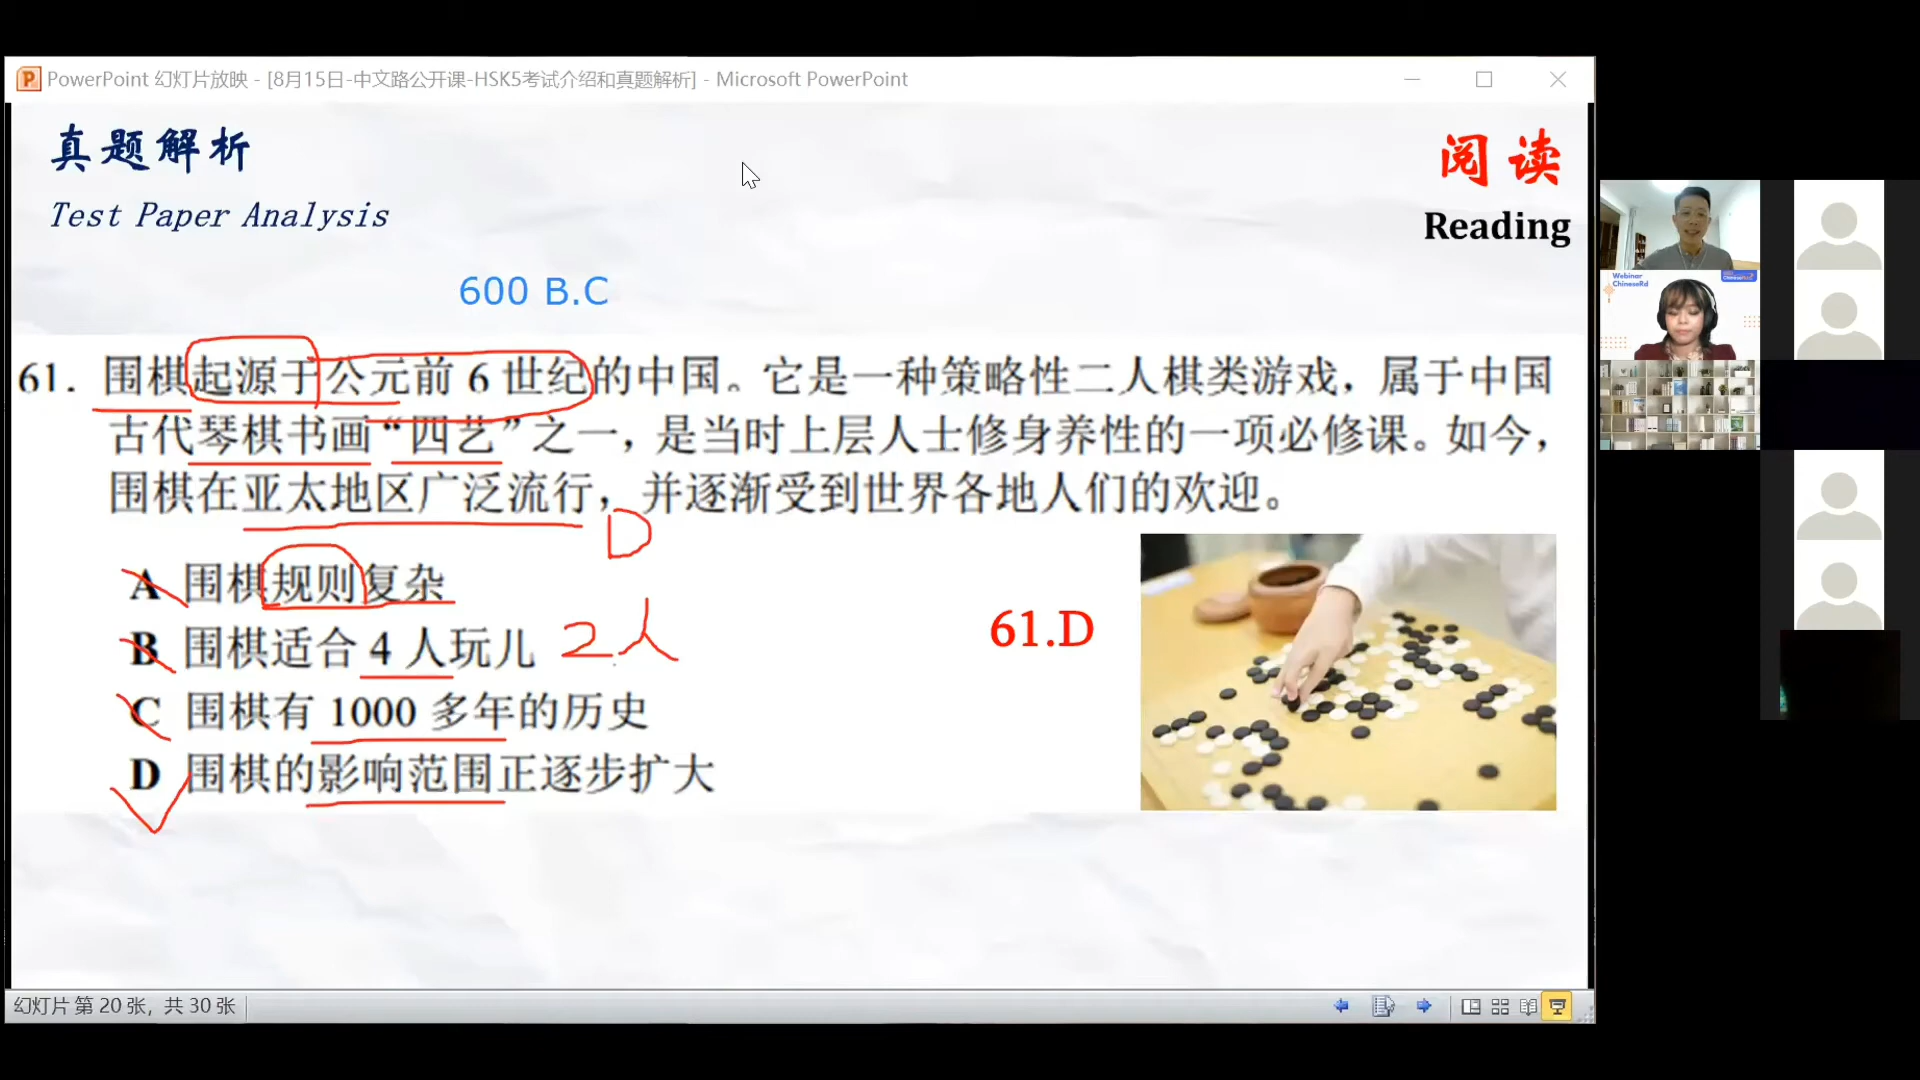 PowerPoint 幻灯片放映 - [8月15日-中文路公开课-HSK5考试介绍和真题解析] - Microsoft PowerPoint
真题解析
Test Paper Analysis
阅读
Reading
600 B.C
61. 围棋起源于公元前 6 世纪的中国。它是一种策略性二人棋类游戏，属于中国
古代琴棋书画“四艺”之一，是当时上层人士修身养性的一项必修课。如今，
围棋在亚太地区广泛流行，并逐渐受到世界各地人们的欢迎。
D
A 围棋规则复杂
B 围棋适合 4 人玩儿 2人
C 围棋有 1000 多年的历史
D 围棋的影响范围正逐步扩大
61.D
幻灯片 第 20 张，共 30 张
Webinar
ChineseRd